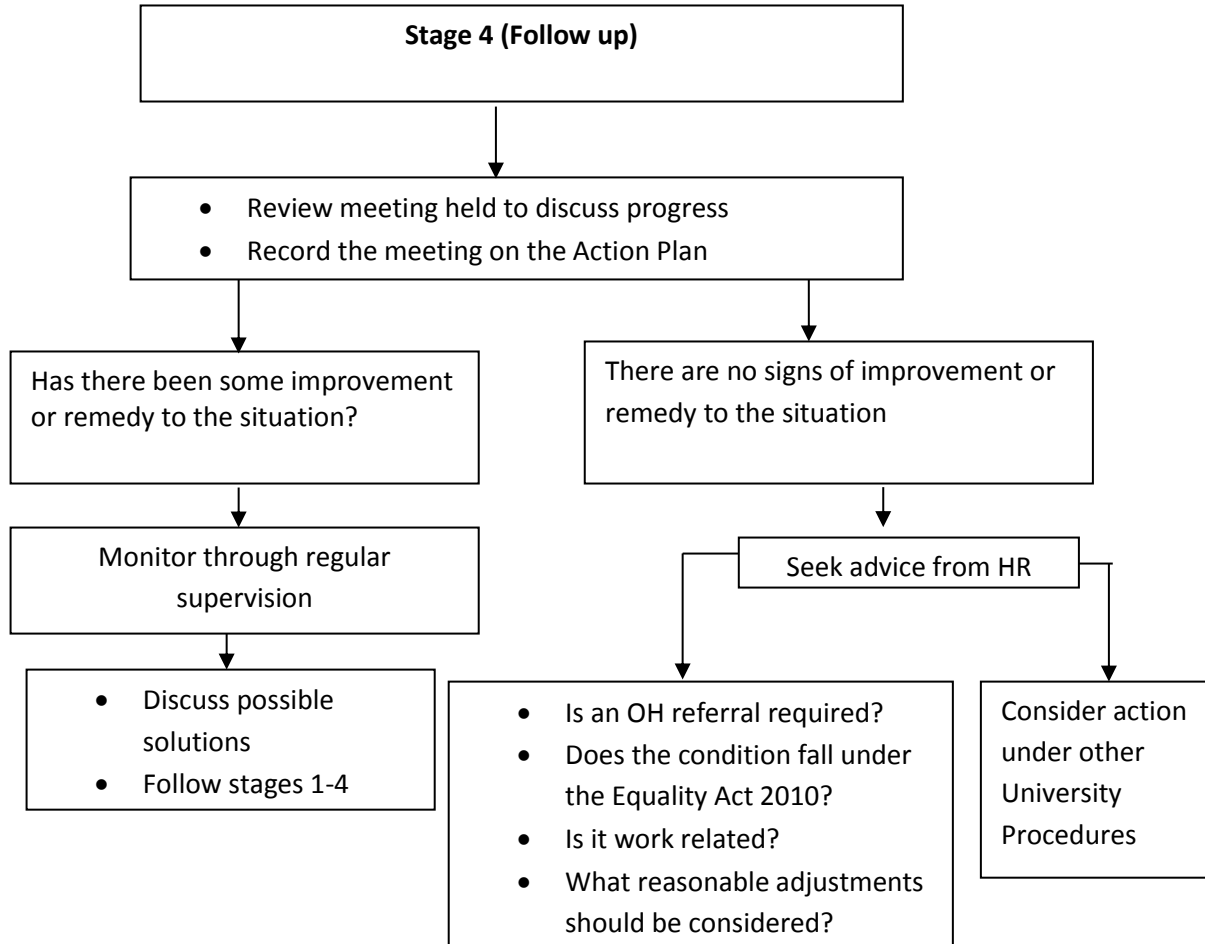 Stage 4 (Follow up)
• Review meeting held to discuss progress
• Record the meeting on the Action Plan
Has there been some improvement
or remedy to the situation?
There are no signs of improvement or
remedy to the situation
Monitor through regular
supervision
Seek advice from HR
• Discuss possible
solutions
• Follow stages 1-4
• Is an OH referral required?
• Does the condition fall under
the Equality Act 2010?
• Is it work related?
• What reasonable adjustments
should be considered?
Consider action
under other
University
Procedures